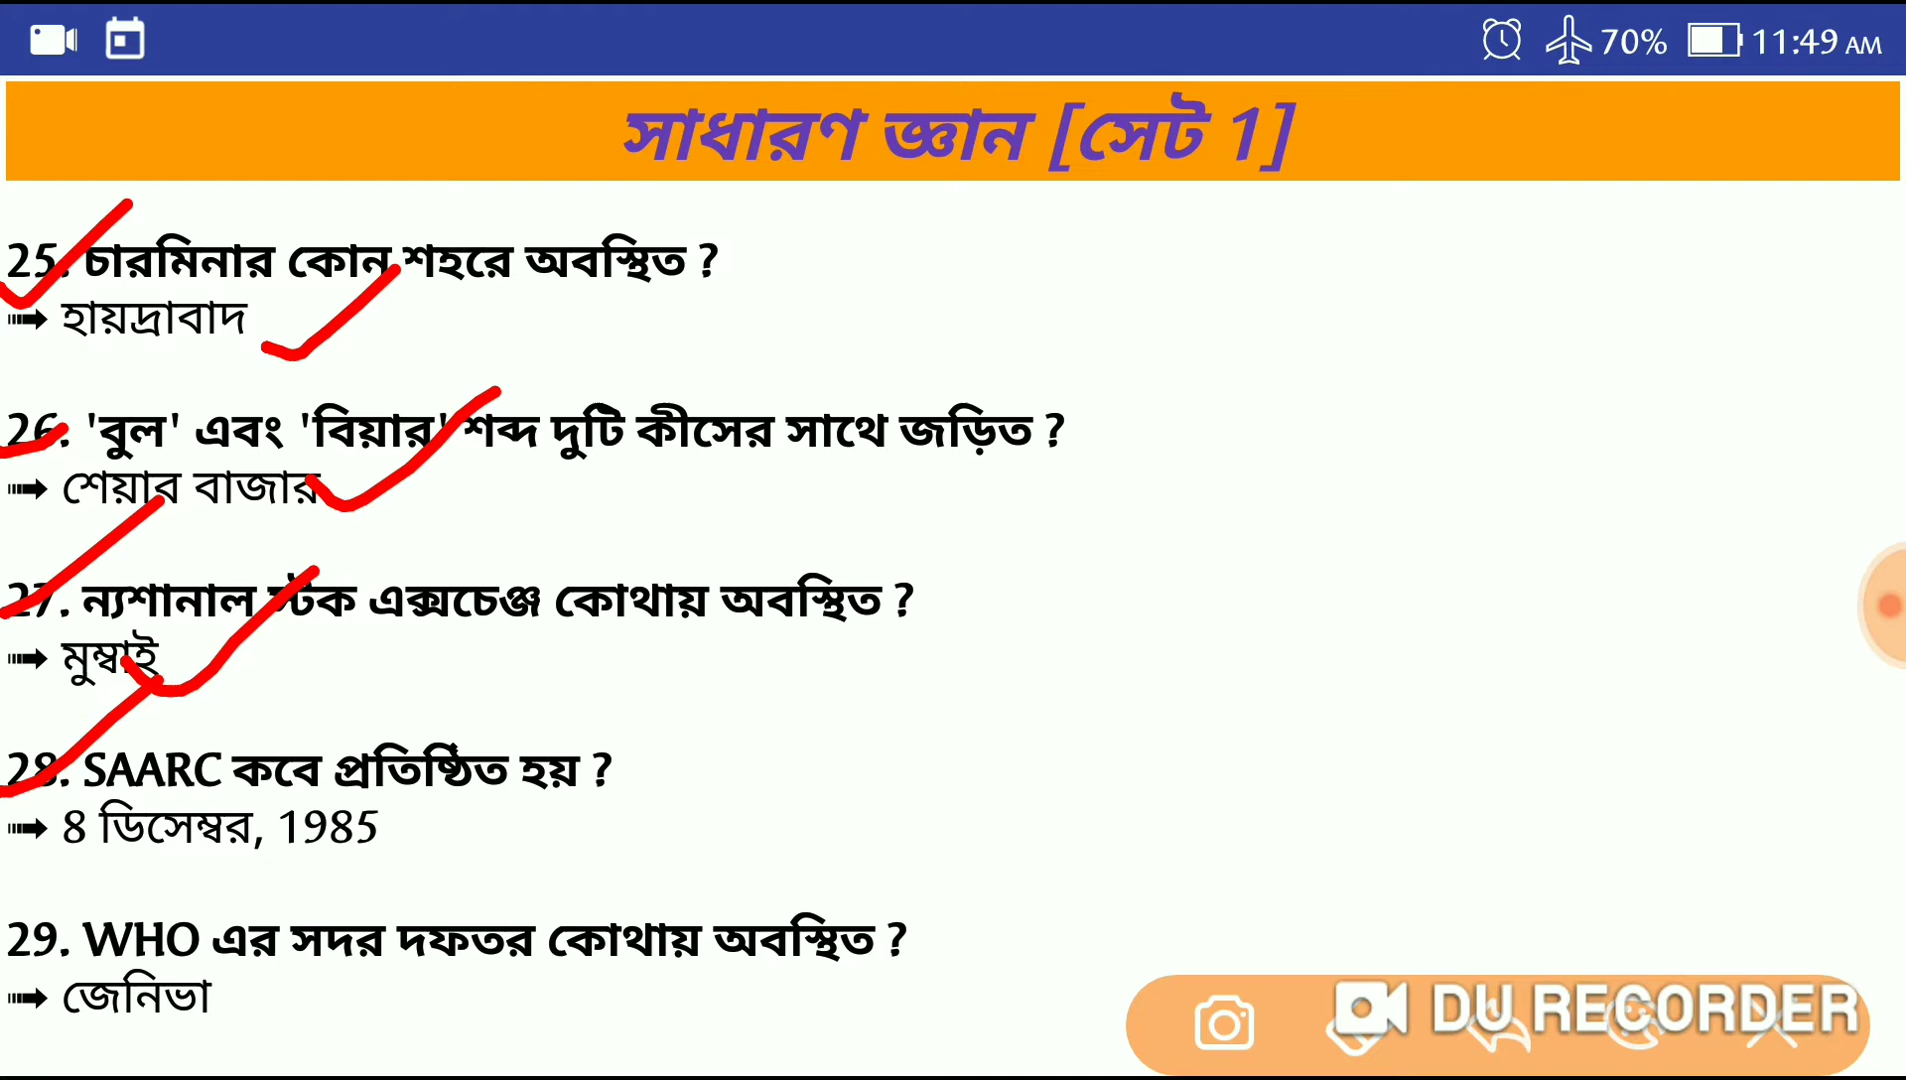 70% 11:49 AM
সাধারণ জ্ঞান [সেট 1]
25. চারমিনার কোন শহরে অবস্থিত ?
➟ হায়দ্রাবাদ
26. 'বুল' এবং 'বিয়ার' শব্দ দুটি কীসের সাথে জড়িত ?
➟ শেয়ার বাজার
27. ন্যশানাল স্টক এক্সচেঞ্জ কোথায় অবস্থিত ?
➟ মুম্বাই
28. SAARC কবে প্রতিষ্ঠিত হয় ?
➟ 8 ডিসেম্বর, 1985
29. WHO এর সদর দফতর কোথায় অবস্থিত ?
➟ জেনিভা
DU RECORDER